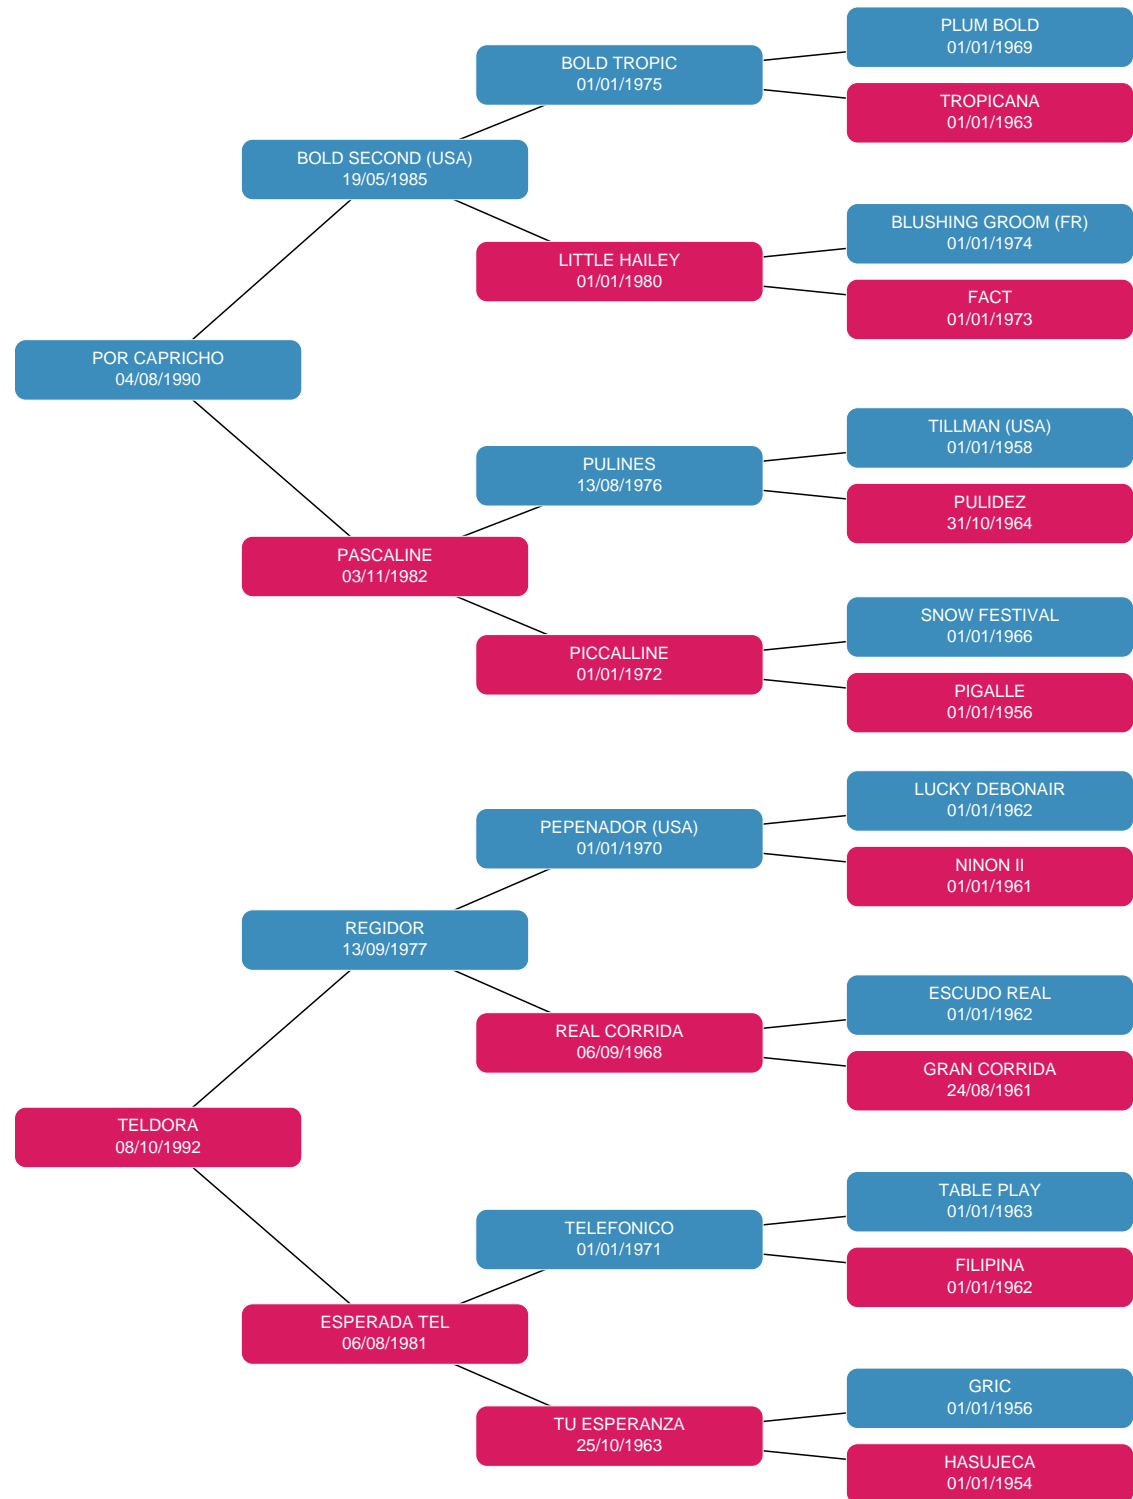 PLUM BOLD
01/01/1969
BOLD TROPIC
01/01/1975
TROPICANA
01/01/1963
BOLD SECOND (USA)
19/05/1985
BLUSHING GROOM (FR)
01/01/1974
LITTLE HAILEY
01/01/1980
FACT
01/01/1973
POR CAPRICHO
04/08/1990
TILLMAN (USA)
01/01/1958
PULINES
13/08/1976
PULIDEZ
31/10/1964
PASCALINE
03/11/1982
SNOW FESTIVAL
01/01/1966
PICCALLINE
01/01/1972
PIGALLE
01/01/1956
LUCKY DEBONAIR
01/01/1962
PEPENADOR (USA)
01/01/1970
NINON II
01/01/1961
REGIDOR
13/09/1977
ESCUDO REAL
01/01/1962
REAL CORRIDA
06/09/1968
GRAN CORRIDA
24/08/1961
TELDORA
08/10/1992
TABLE PLAY
01/01/1963
TELEFONICO
01/01/1971
FILIPINA
01/01/1962
ESPERADA TEL
06/08/1981
GRIC
01/01/1956
TU ESPERANZA
25/10/1963
HASUJECA
01/01/1954